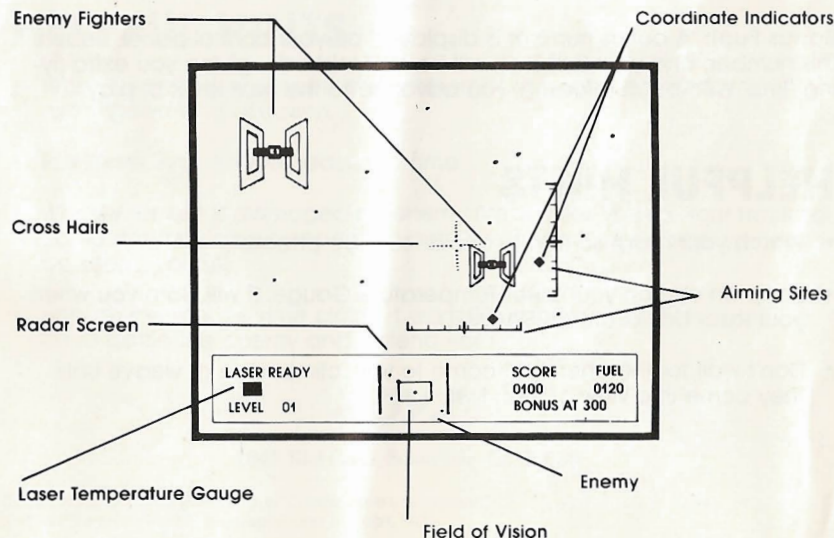 Enemy Fighters
Coordinate Indicators
Cross Hairs
Radar Screen
Aiming Sites
LASER READY
LEVEL 01
SCORE FUEL
0100 0120
BONUS AT 300
Laser Temperature Gauge
Enemy
Field of Vision